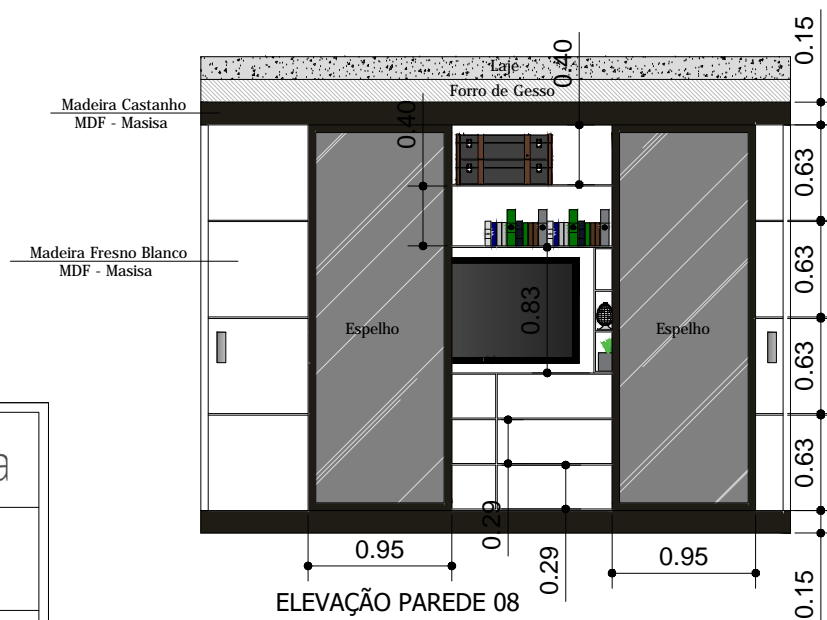 0.15
Laje
0.40
Forro de Gesso
Madeira Castanho
MDF - Masisa
0.40
0.63
Madeira Fresno Blanco
MDF - Masisa
0.63
0.83
Espelho
Espelho
0.63
a
0.63
0.29
0.95
0.29
0.95
0.15
ELEVAÇÃO PAREDE 08